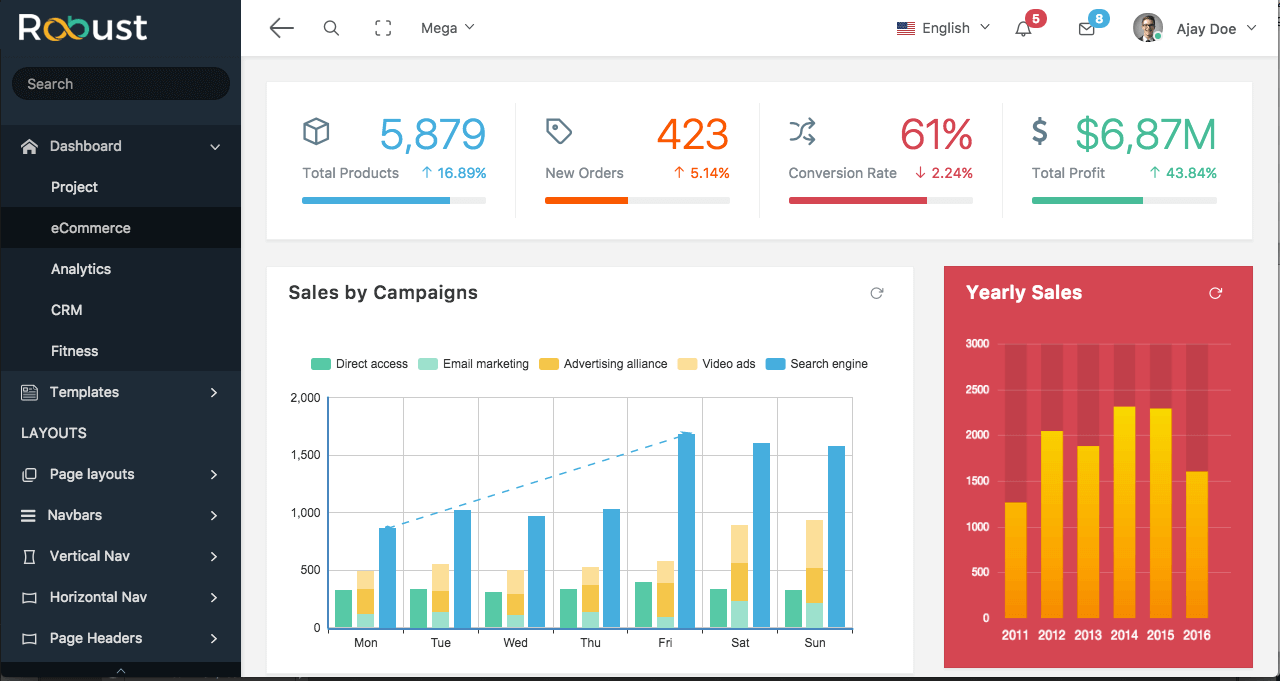 Robust
Mega
English
5
8
Ajay Doe
Search
Dashboard
Project
eCommerce
Analytics
CRM
Fitness
Templates
LAYOUTS
Page layouts
Navbars
Vertical Nav
Horizontal Nav
Page Headers
5,879
Total Products
16.89%
423
New Orders
5.14%
61%
Conversion Rate
2.24%
$6,87M
Total Profit
43.84%
Sales by Campaigns
Direct access
Email marketing
Advertising alliance
Video ads
Search engine
2,000
1,500
1,000
500
0
Mon Tue Wed Thu Fri Sat Sun
Yearly Sales
3000
2500
2000
1500
1000
500
0
2011 2012 2013 2014 2015 2016